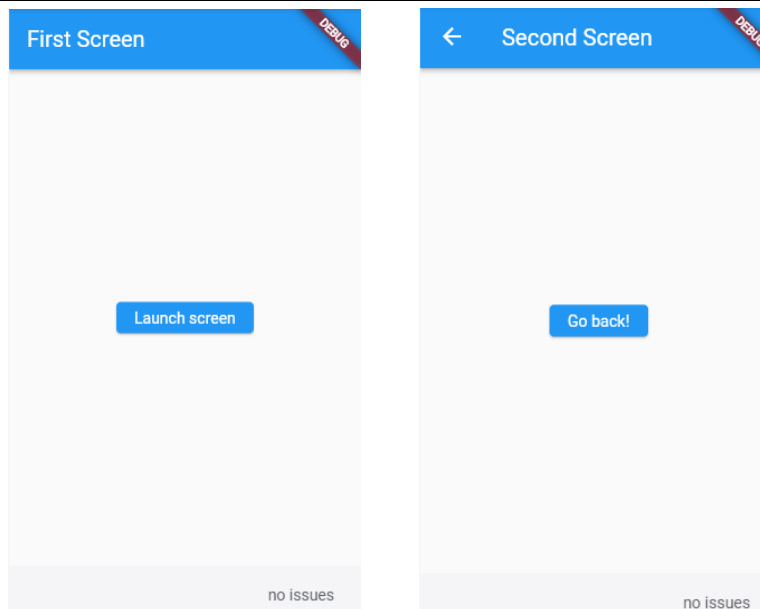 First Screen
DEBUG
Launch screen
no issues
Second Screen
DEBUG
Go back!
no issues